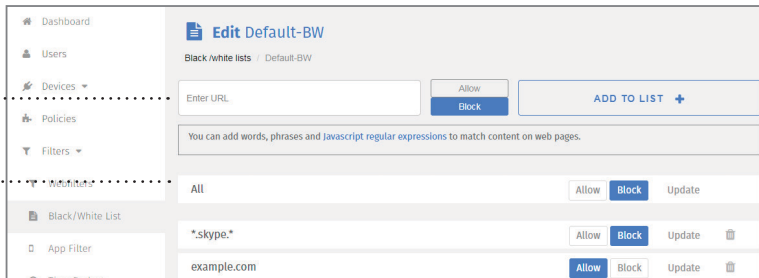 Dashboard
Users
Devices
Policies
Filters
Webfilters
Black/White List
App Filter
Edit Default-BW
Black /white lists / Default-BW
Enter URL
Allow
Block
ADD TO LIST +
You can add words, phrases and Javascript regular expressions to match content on web pages.
All Allow Block Update
*.skype.* Allow Block Update
example.com Allow Block Update